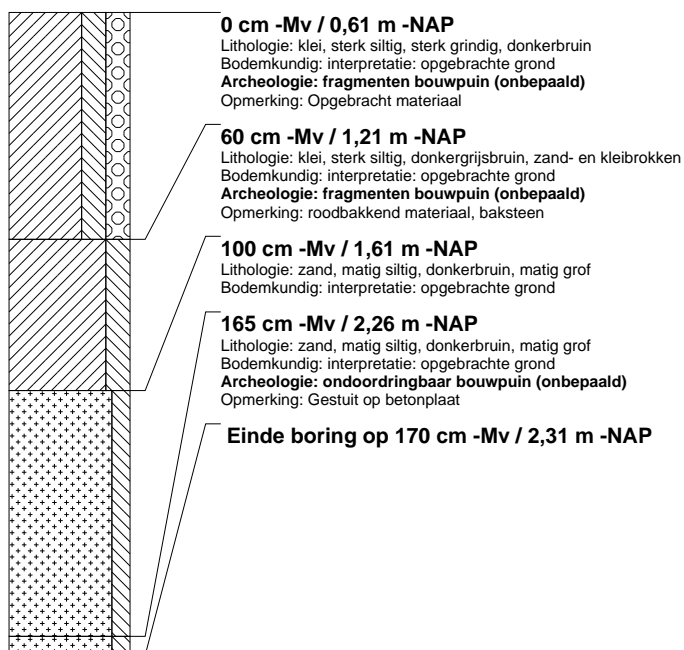 0 cm -Mv / 0,61 m -NAP
Lithologie: klei, sterk siltig, sterk grindig, donkerbruin
Bodemkundig: interpretatie: opgebrachte grond
Archeologie: fragmenten bouwpuin (onbepaald)
Opmerking: Opgebracht materiaal
60 cm -Mv / 1,21 m -NAP
Lithologie: klei, sterk siltig, donkergrijsbruin, zand- en kleibrokken
Bodemkundig: interpretatie: opgebrachte grond
Archeologie: fragmenten bouwpuin (onbepaald)
Opmerking: roodbakkend materiaal, baksteen
100 cm -Mv / 1,61 m -NAP
Lithologie: zand, matig siltig, donkerbruin, matig grof
Bodemkundig: interpretatie: opgebrachte grond
165 cm -Mv / 2,26 m -NAP
Lithologie: zand, matig siltig, donkerbruin, matig grof
Bodemkundig: interpretatie: opgebrachte grond
Archeologie: ondoordringbaar bouwpuin (onbepaald)
Opmerking: Gestuit op betonplaat
Einde boring op 170 cm -Mv / 2,31 m -NAP